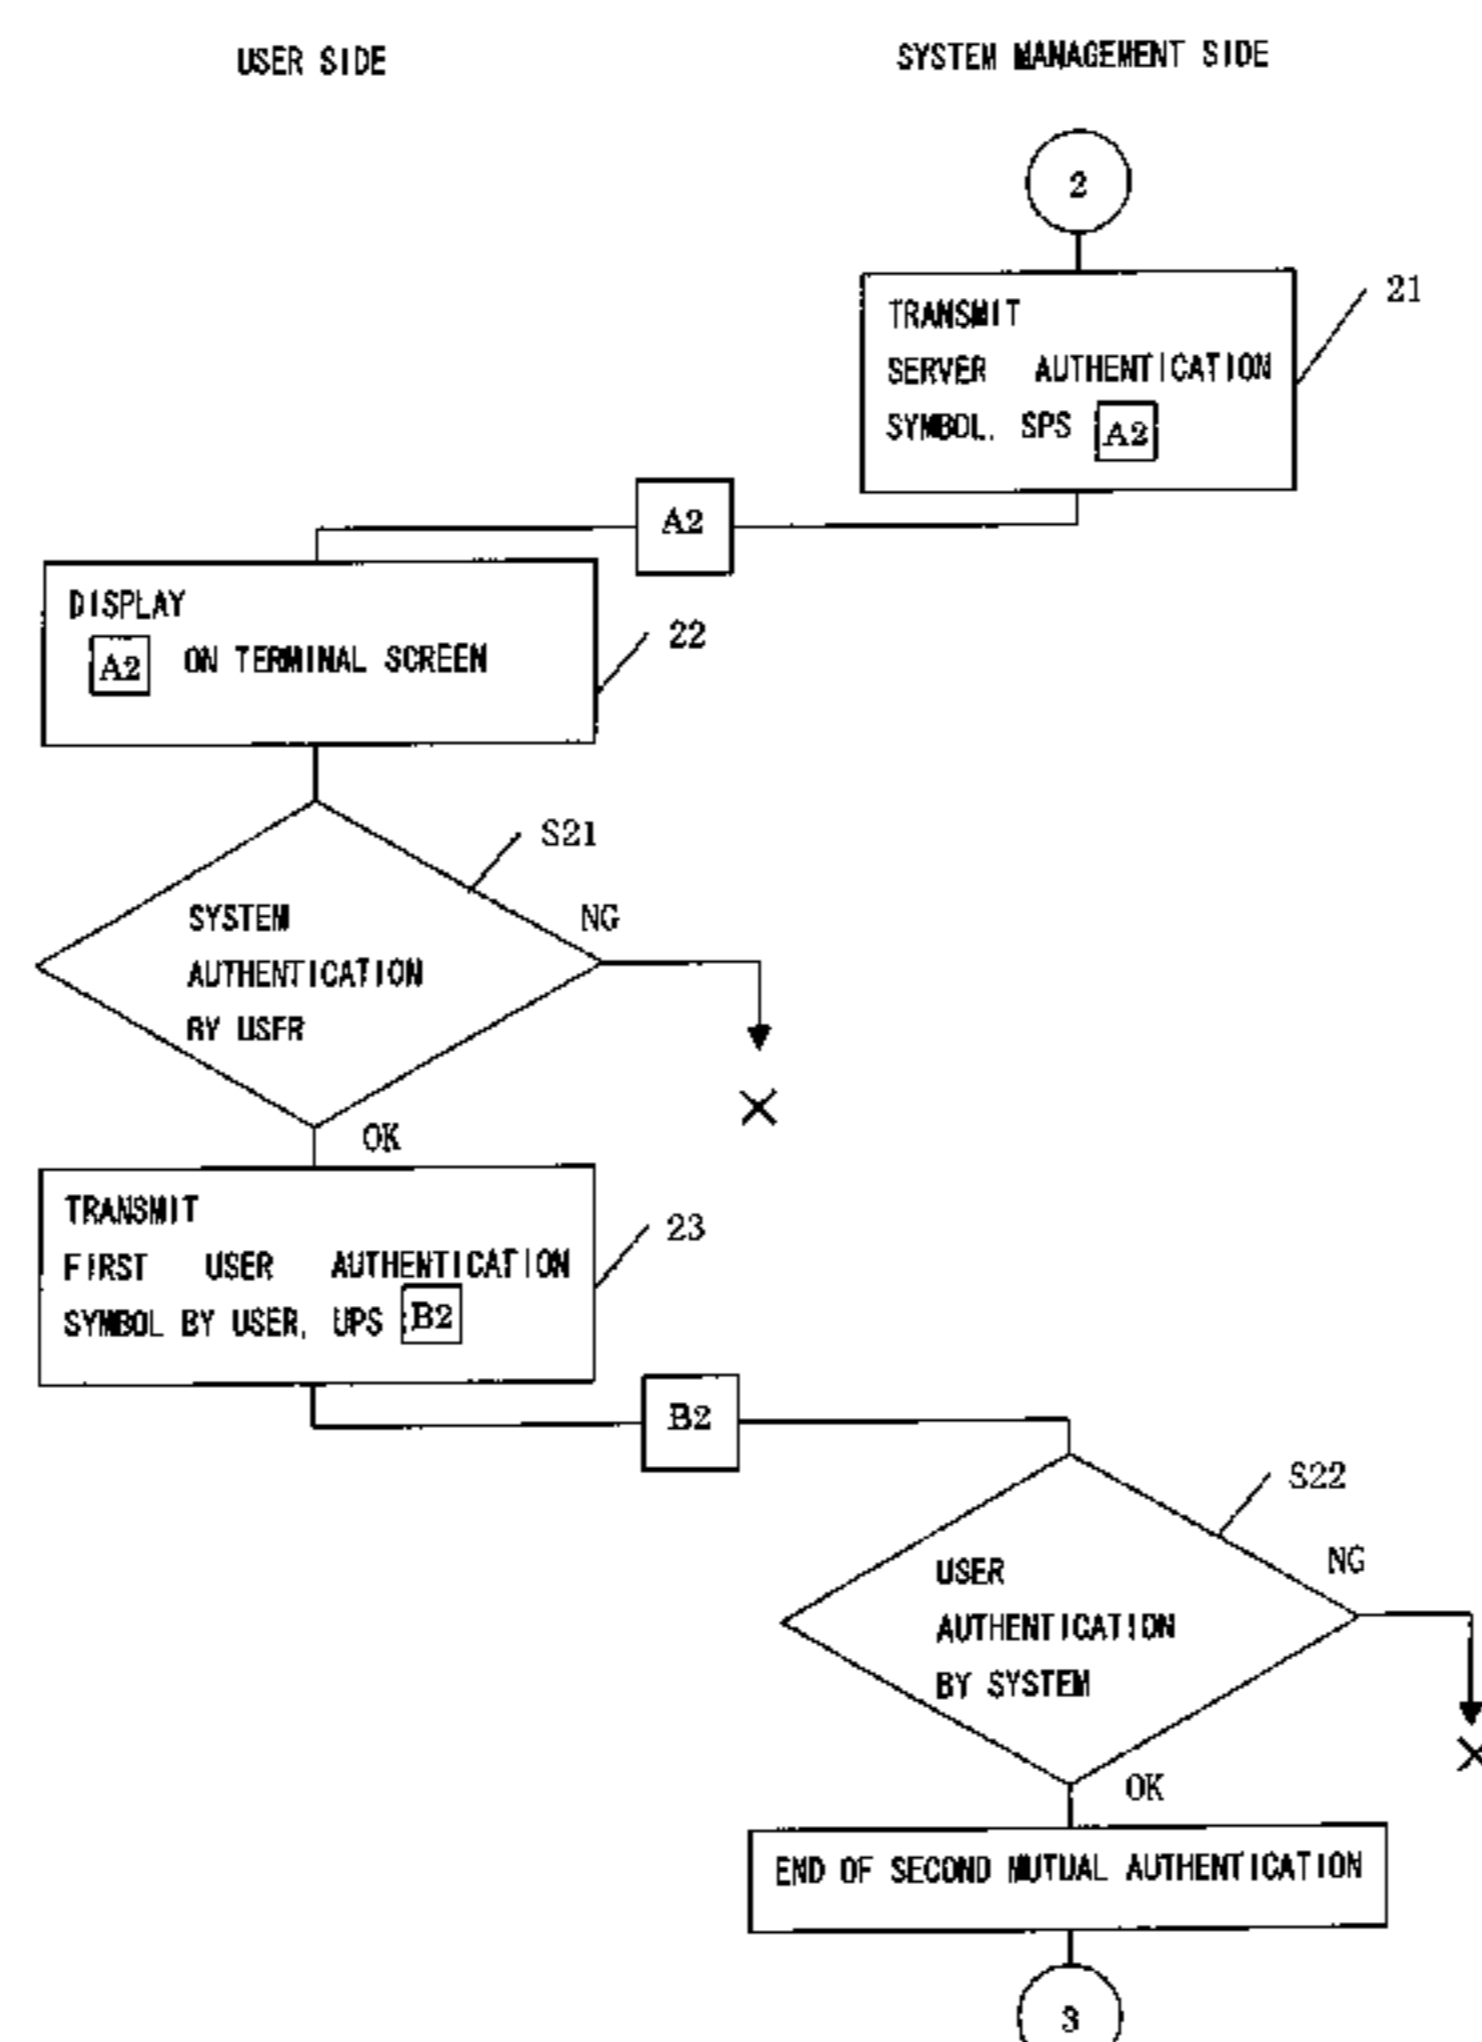 USER SIDE
SYSTEM MANAGEMENT SIDE
2
21
TRANSMIT
SERVER AUTHENTICATION
SYMBOL, SPS A2
A2
DISPLAY
A2 ON TERMINAL SCREEN
22
S21
SYSTEM
AUTHENTICATION
BY USER
NG
OK
TRANSMIT
FIRST USER AUTHENTICATION
SYMBOL BY USER, UPS B2
23
B2
S22
USER
AUTHENTICATION
BY SYSTEM
NG
OK
END OF SECOND MUTUAL AUTHENTICATION
3